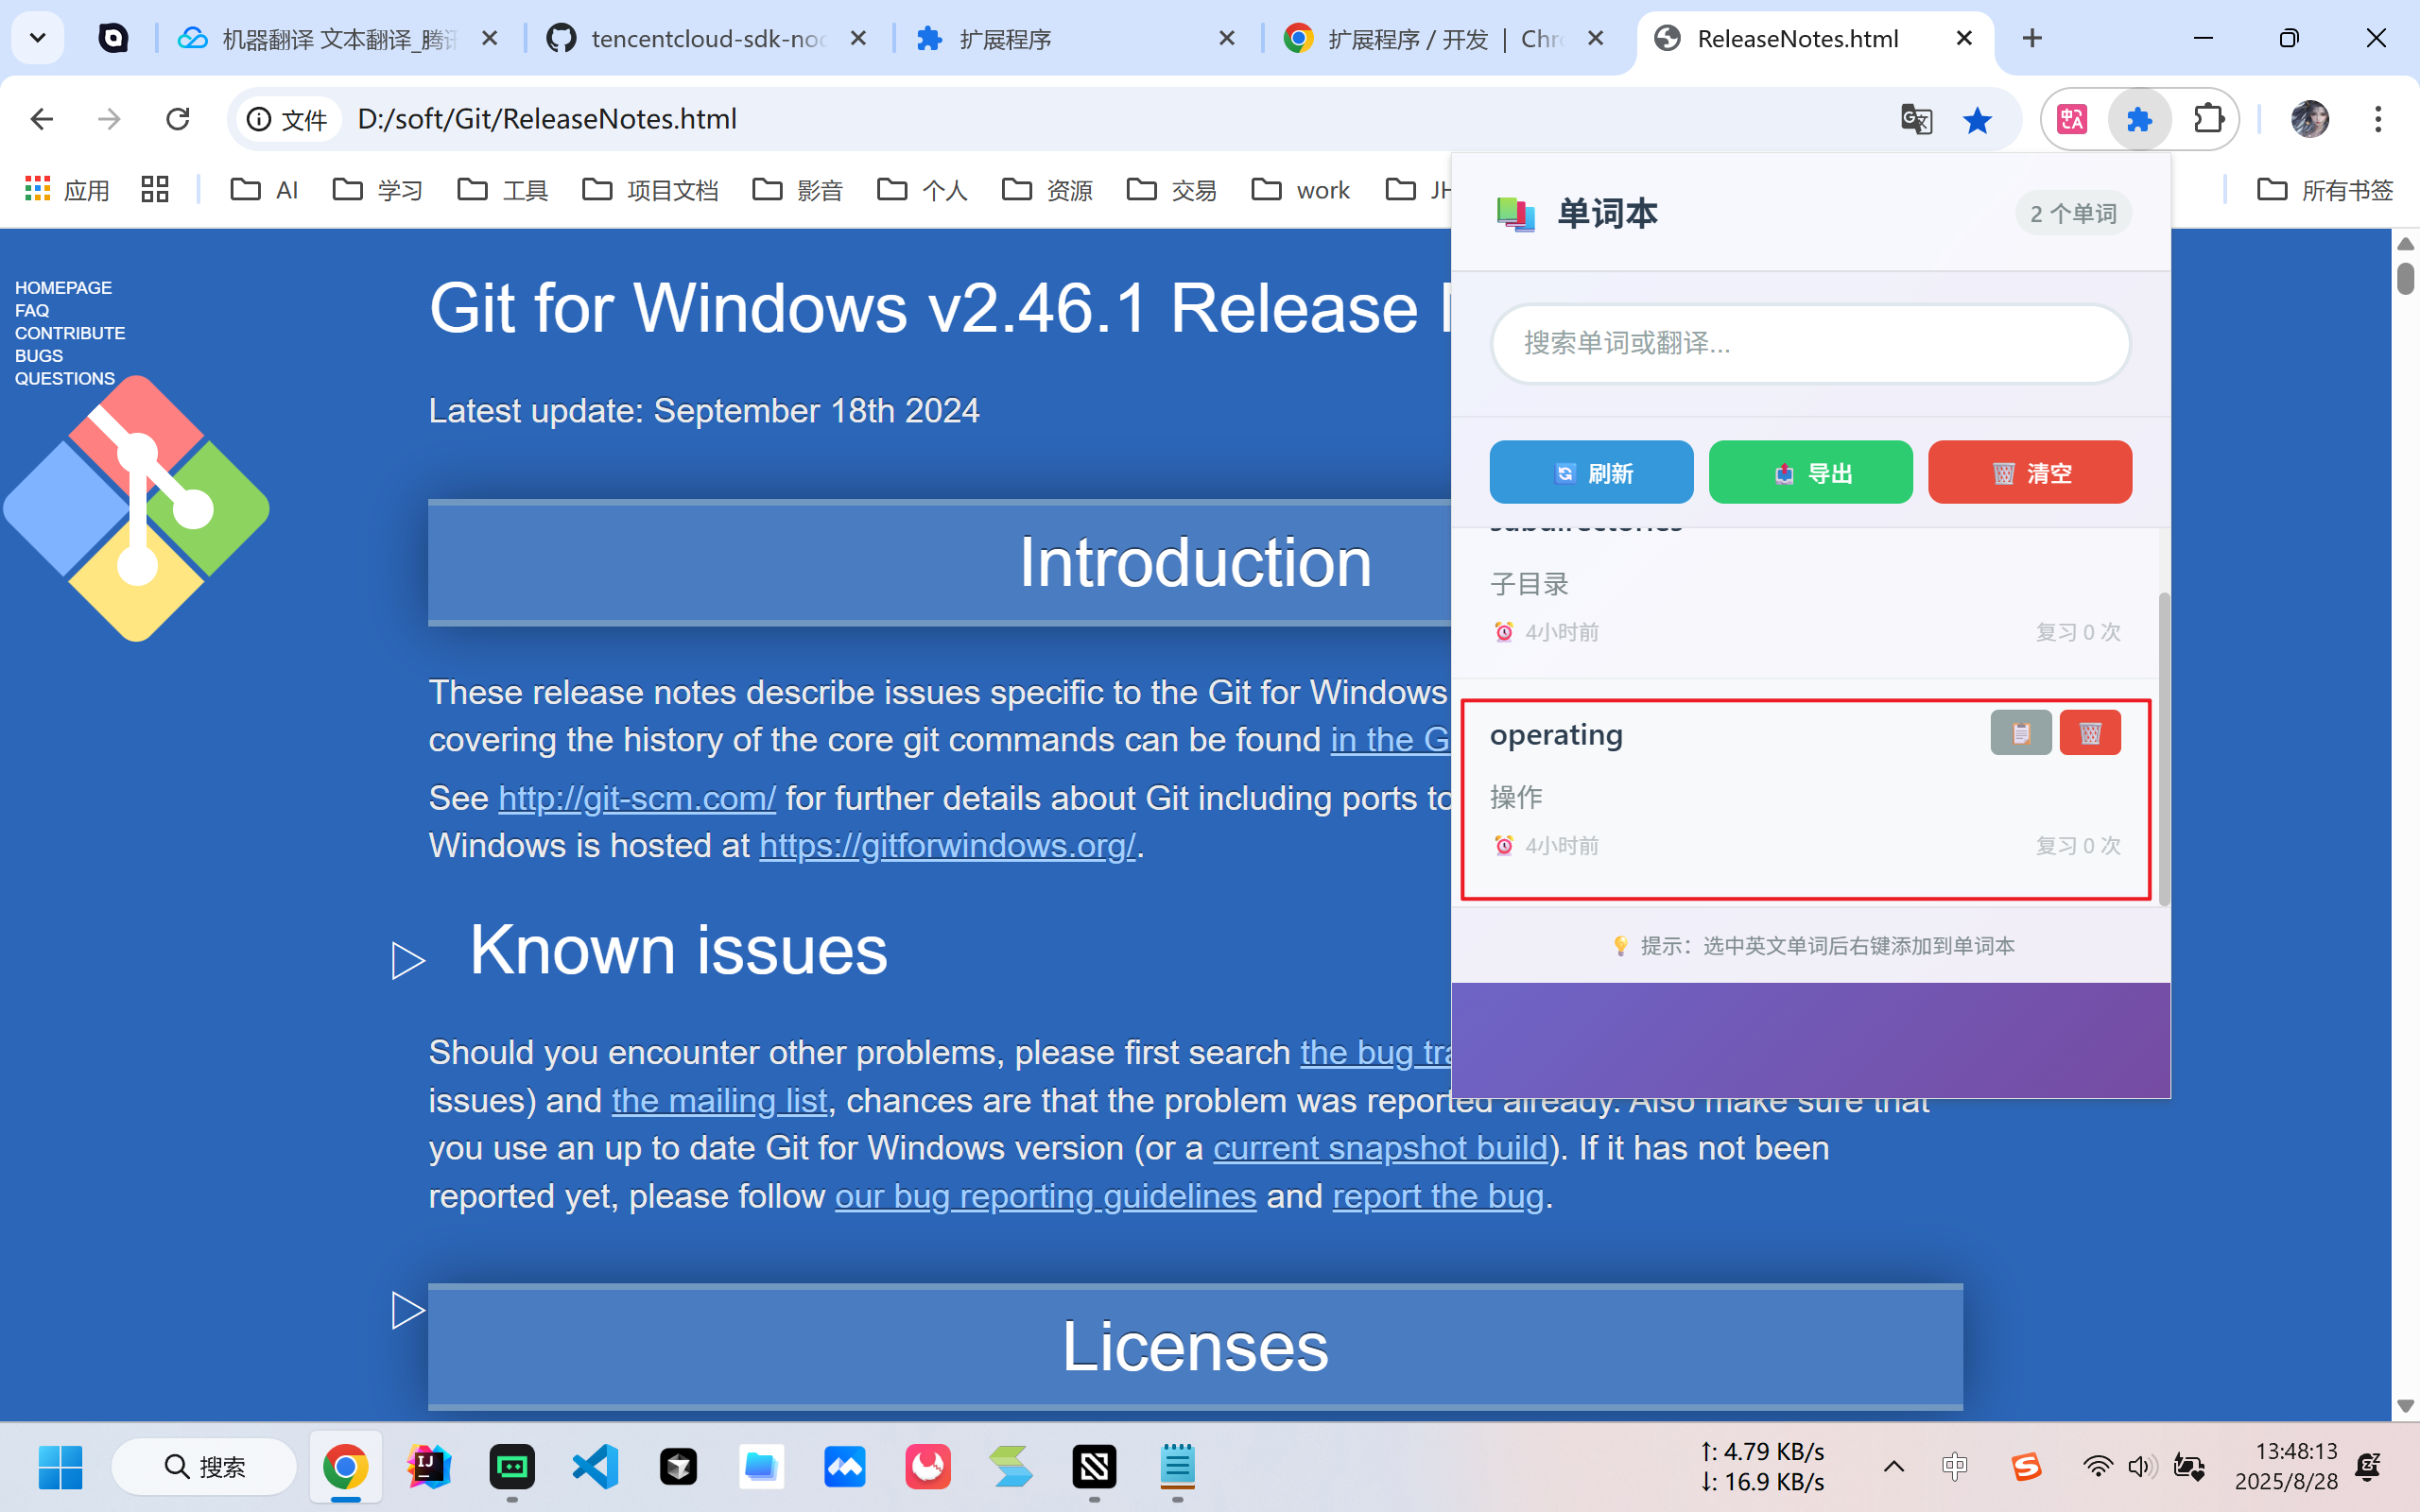 机器翻译 文本翻译_腾讯
tencentcloud-sdk-noc
扩展程序
扩展程序 / 开发 | Chro
ReleaseNotes.html
文件
D:/soft/Git/ReleaseNotes.html
应用
AI
学习
工具
项目文档
影音
个人
资源
交易
work
JH
所有书签
HOMEPAGE
FAQ
CONTRIBUTE
BUGS
QUESTIONS
Git for Windows v2.46.1 Release
Latest update: September 18th 2024
Introduction
These release notes describe issues specific to the Git for Windows
covering the history of the core git commands can be found in the G
See http://git-scm.com/ for further details about Git including ports to
Windows is hosted at https://gitforwindows.org/.
Known issues
Should you encounter other problems, please first search the bug tra
issues) and the mailing list, chances are that the problem was reported already. Also make sure that
you use an up to date Git for Windows version (or a current snapshot build). If it has not been
reported yet, please follow our bug reporting guidelines and report the bug.
Licenses
单词本
2 个单词
搜索单词或翻译...
刷新
导出
清空
subdirectories
子目录
4小时前
复习 0 次
operating
操作
4小时前
复习 0 次
提示：选中英文单词后右键添加到单词本
搜索
↑: 4.79 KB/s
↓: 16.9 KB/s
中
13:48:13
2025/8/28